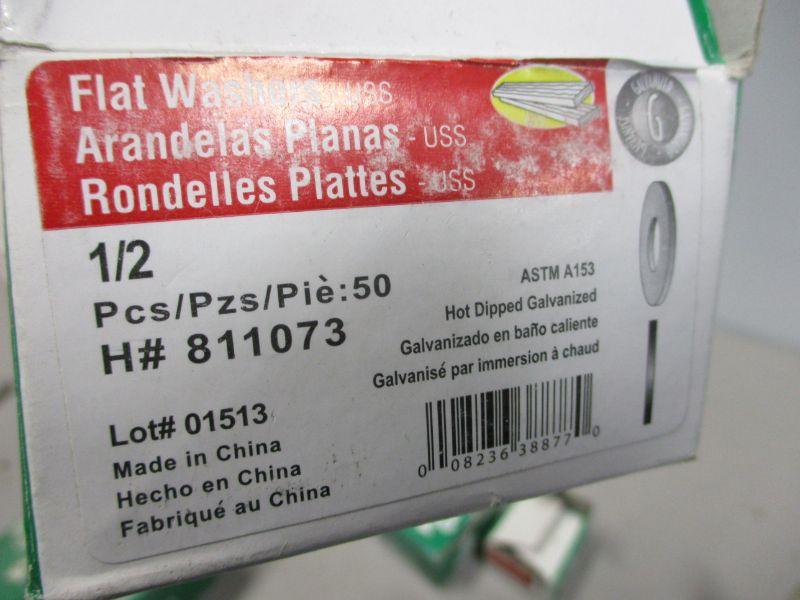 Flat Washers - USS
Arandelas Planas - USS
Rondelles Plattes - USS
G
1/2
Pcs/Pzs/Piè:50
H# 811073
ASTM A153
Hot Dipped Galvanized
Galvanizado en baño caliente
Galvanisé par immersion à chaud
Lot# 01513
Made in China
Hecho en China
Fabriqué au China
0 08236 38877 0